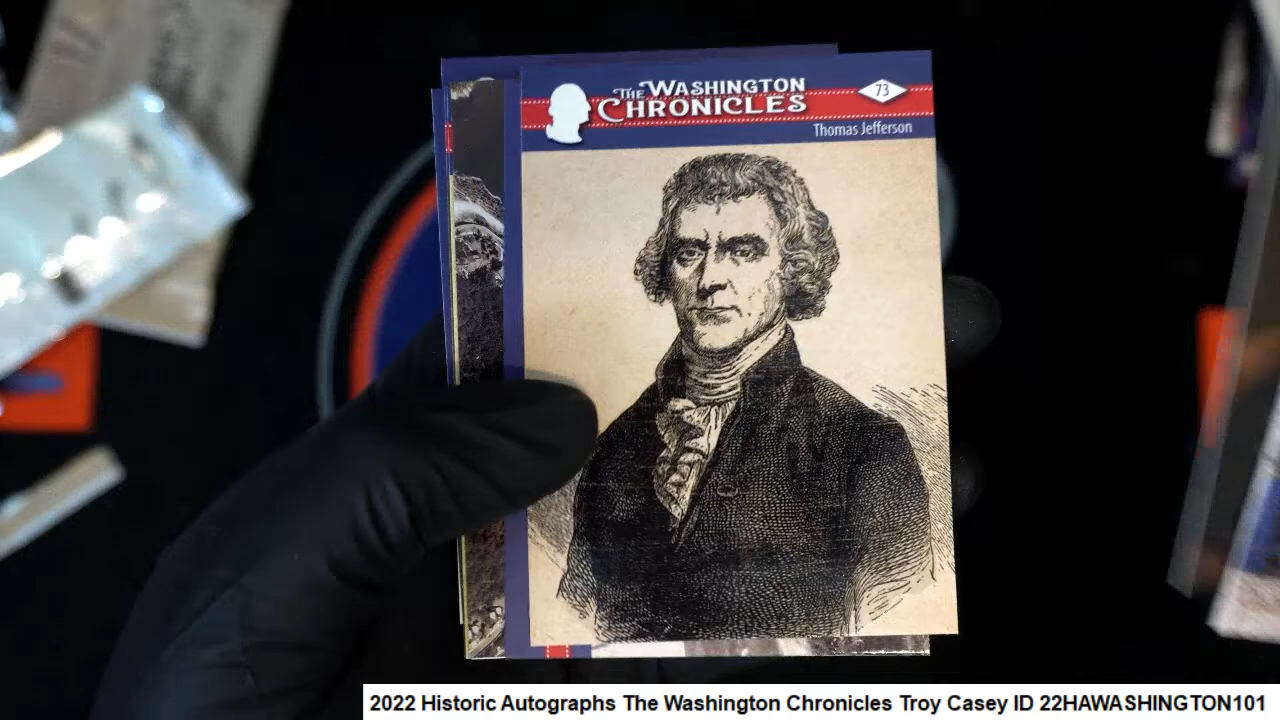 THE WASHINGTON
CHRONICLES
73
Thomas Jefferson
2022 Historic Autographs The Washington Chronicles Troy Casey ID 22HAWASHINGTON101